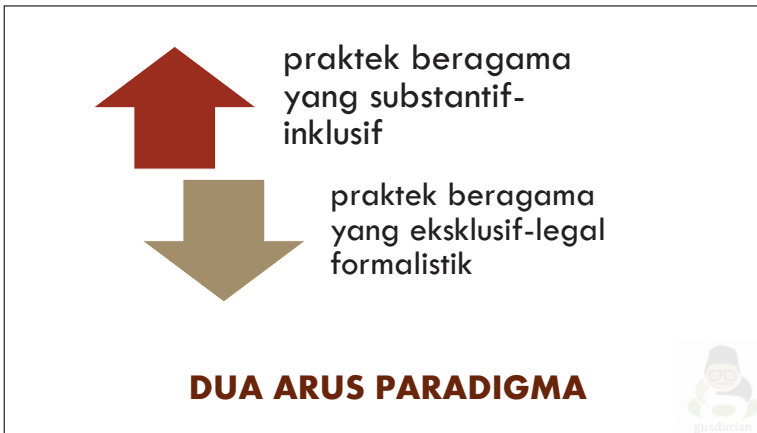 praktek beragama
yang substantif-
inklusif
praktek beragama
yang eksklusif-legal
formalistik
DUA ARUS PARADIGMA
gusdurian